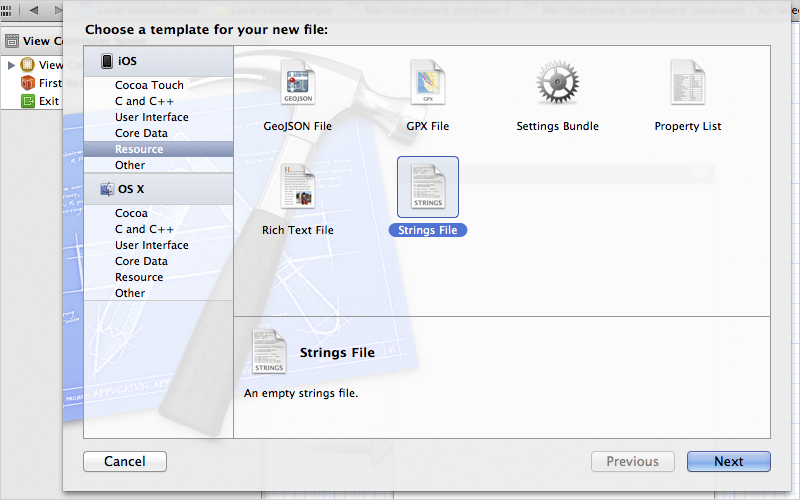 Choose a template for your new file:
View Con
View
First
Exit
iOS
Cocoa Touch
C and C++
User Interface
Core Data
Resource
Other
OS X
Cocoa
C and C++
User Interface
Core Data
Resource
Other
GEOJSON
GeoJSON File
GPX
GPX File
Settings Bundle
Property List
Rich Text File
STRINGS
Strings File
STRINGS
Strings File
An empty strings file.
Cancel
Previous
Next